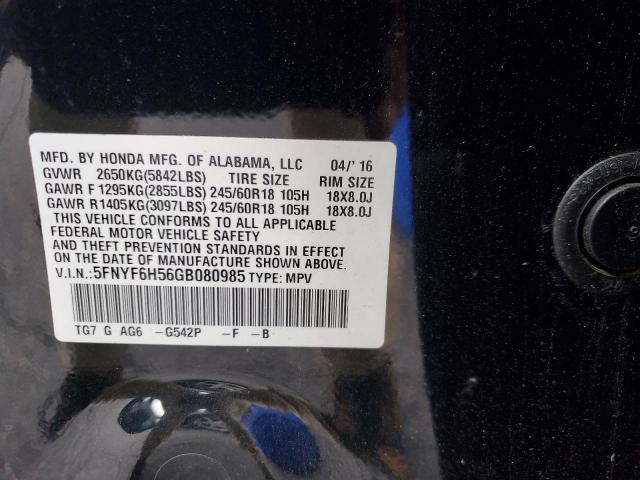 MFD. BY HONDA MFG. OF ALABAMA, LLC 04/'16
GVWR 2650KG(5842LBS) TIRE SIZE RIM SIZE
GAWR F 1295KG(2855LBS) 245/60R18 105H 18X8.0J
GAWR R1405KG(3097LBS) 245/60R18 105H 18X8.0J
THIS VEHICLE CONFORMS TO ALL APPLICABLE
FEDERAL MOTOR VEHICLE SAFETY
AND THEFT PREVENTION STANDARDS IN EFFECT
ON THE DATE OF MANUFACTURE SHOWN ABOVE.
V.I.N.:5FNYF6H56GB080985 TYPE: MPV
TG7 G AG6 -G542P -F -B